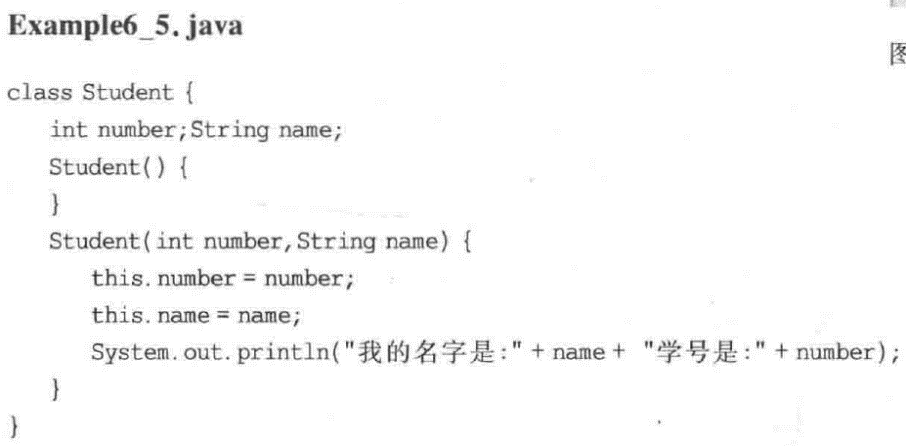 Example6_5.java
图
class Student {
int number;String name;
Student() {
}
Student(int number,String name) {
this.number = number;
this.name = name;
System.out.println("我的名字是:" + name + "学号是:" + number);
}
}